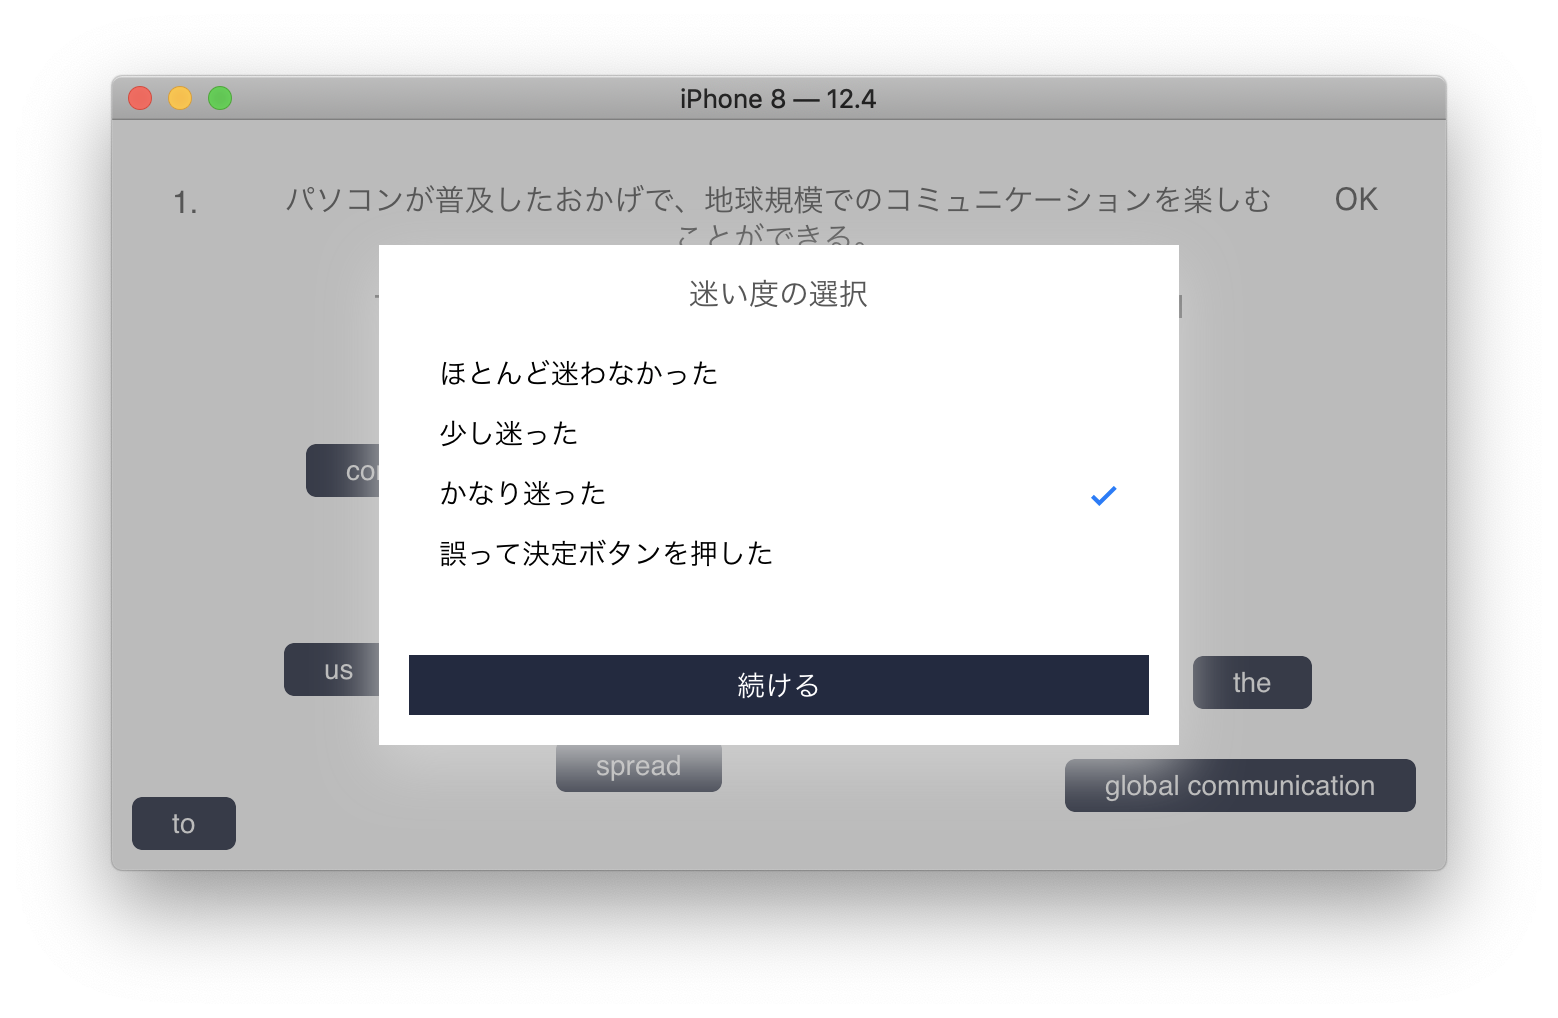 iPhone 8 — 12.4
1.
パソコンが普及したおかげで、地球規模でのコミュニケーションを楽しむ
OK
ことができる。
迷い度の選択
ほとんど迷わなかった
少し迷った
かなり迷った
誤って決定ボタンを押した
us
続ける
the
spread
global communication
to